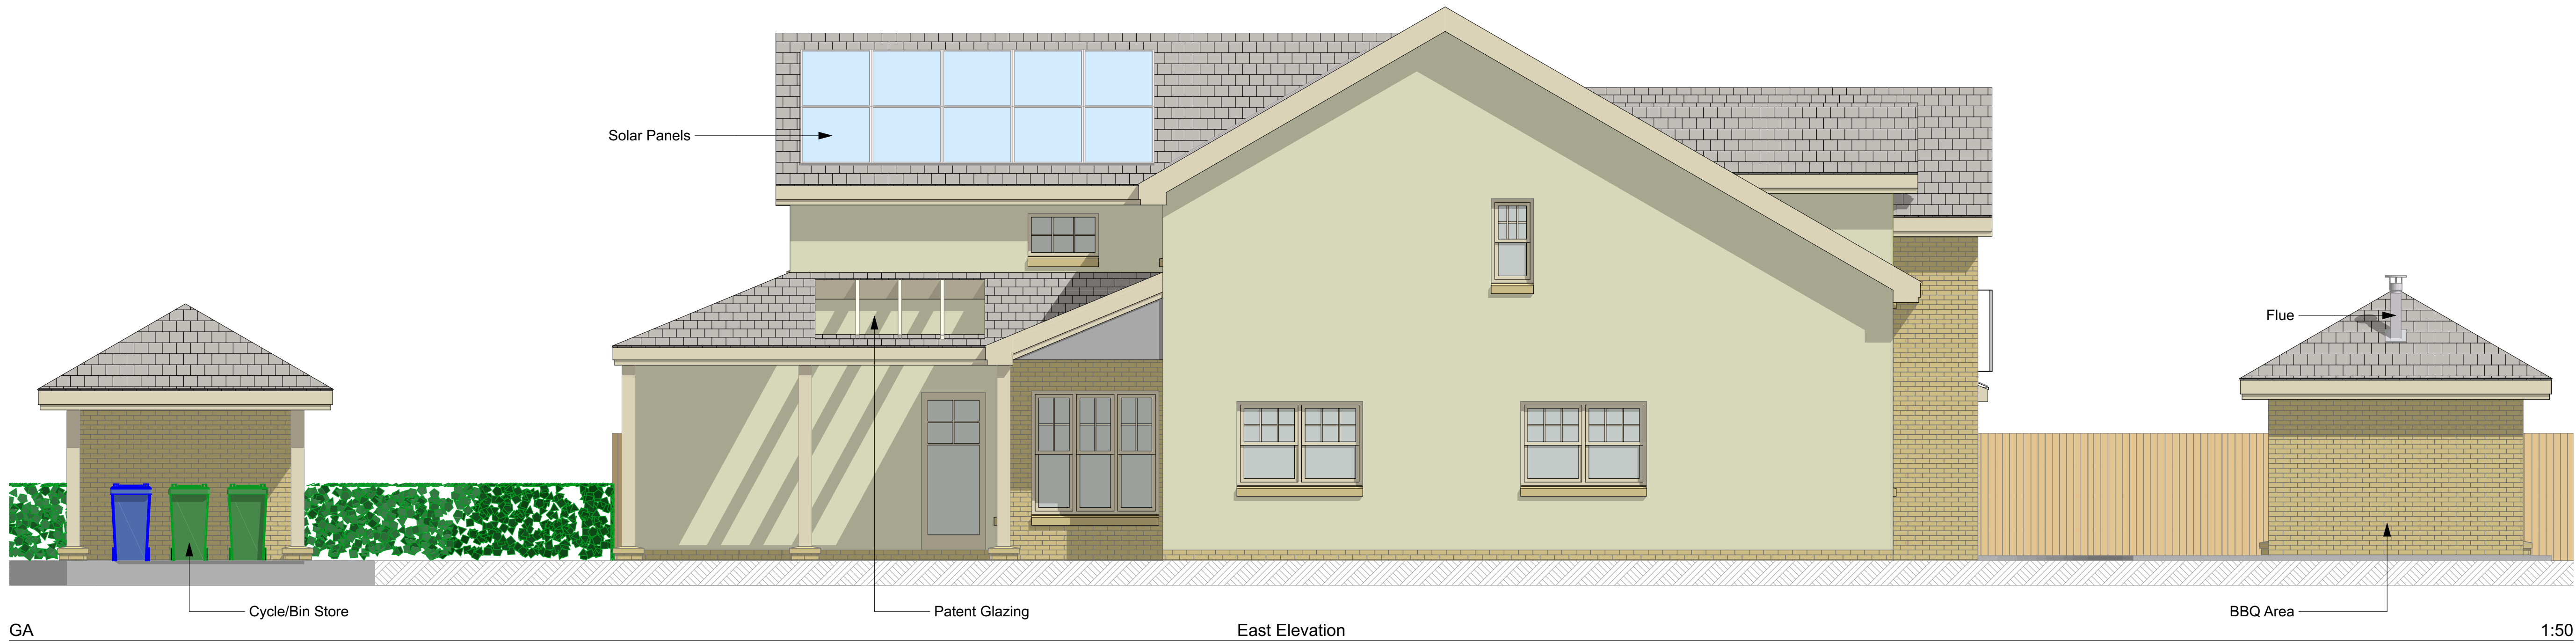 Solar Panels
Flue
Cycle/Bin Store
Patent Glazing
BBQ Area
GA
East Elevation
1:50